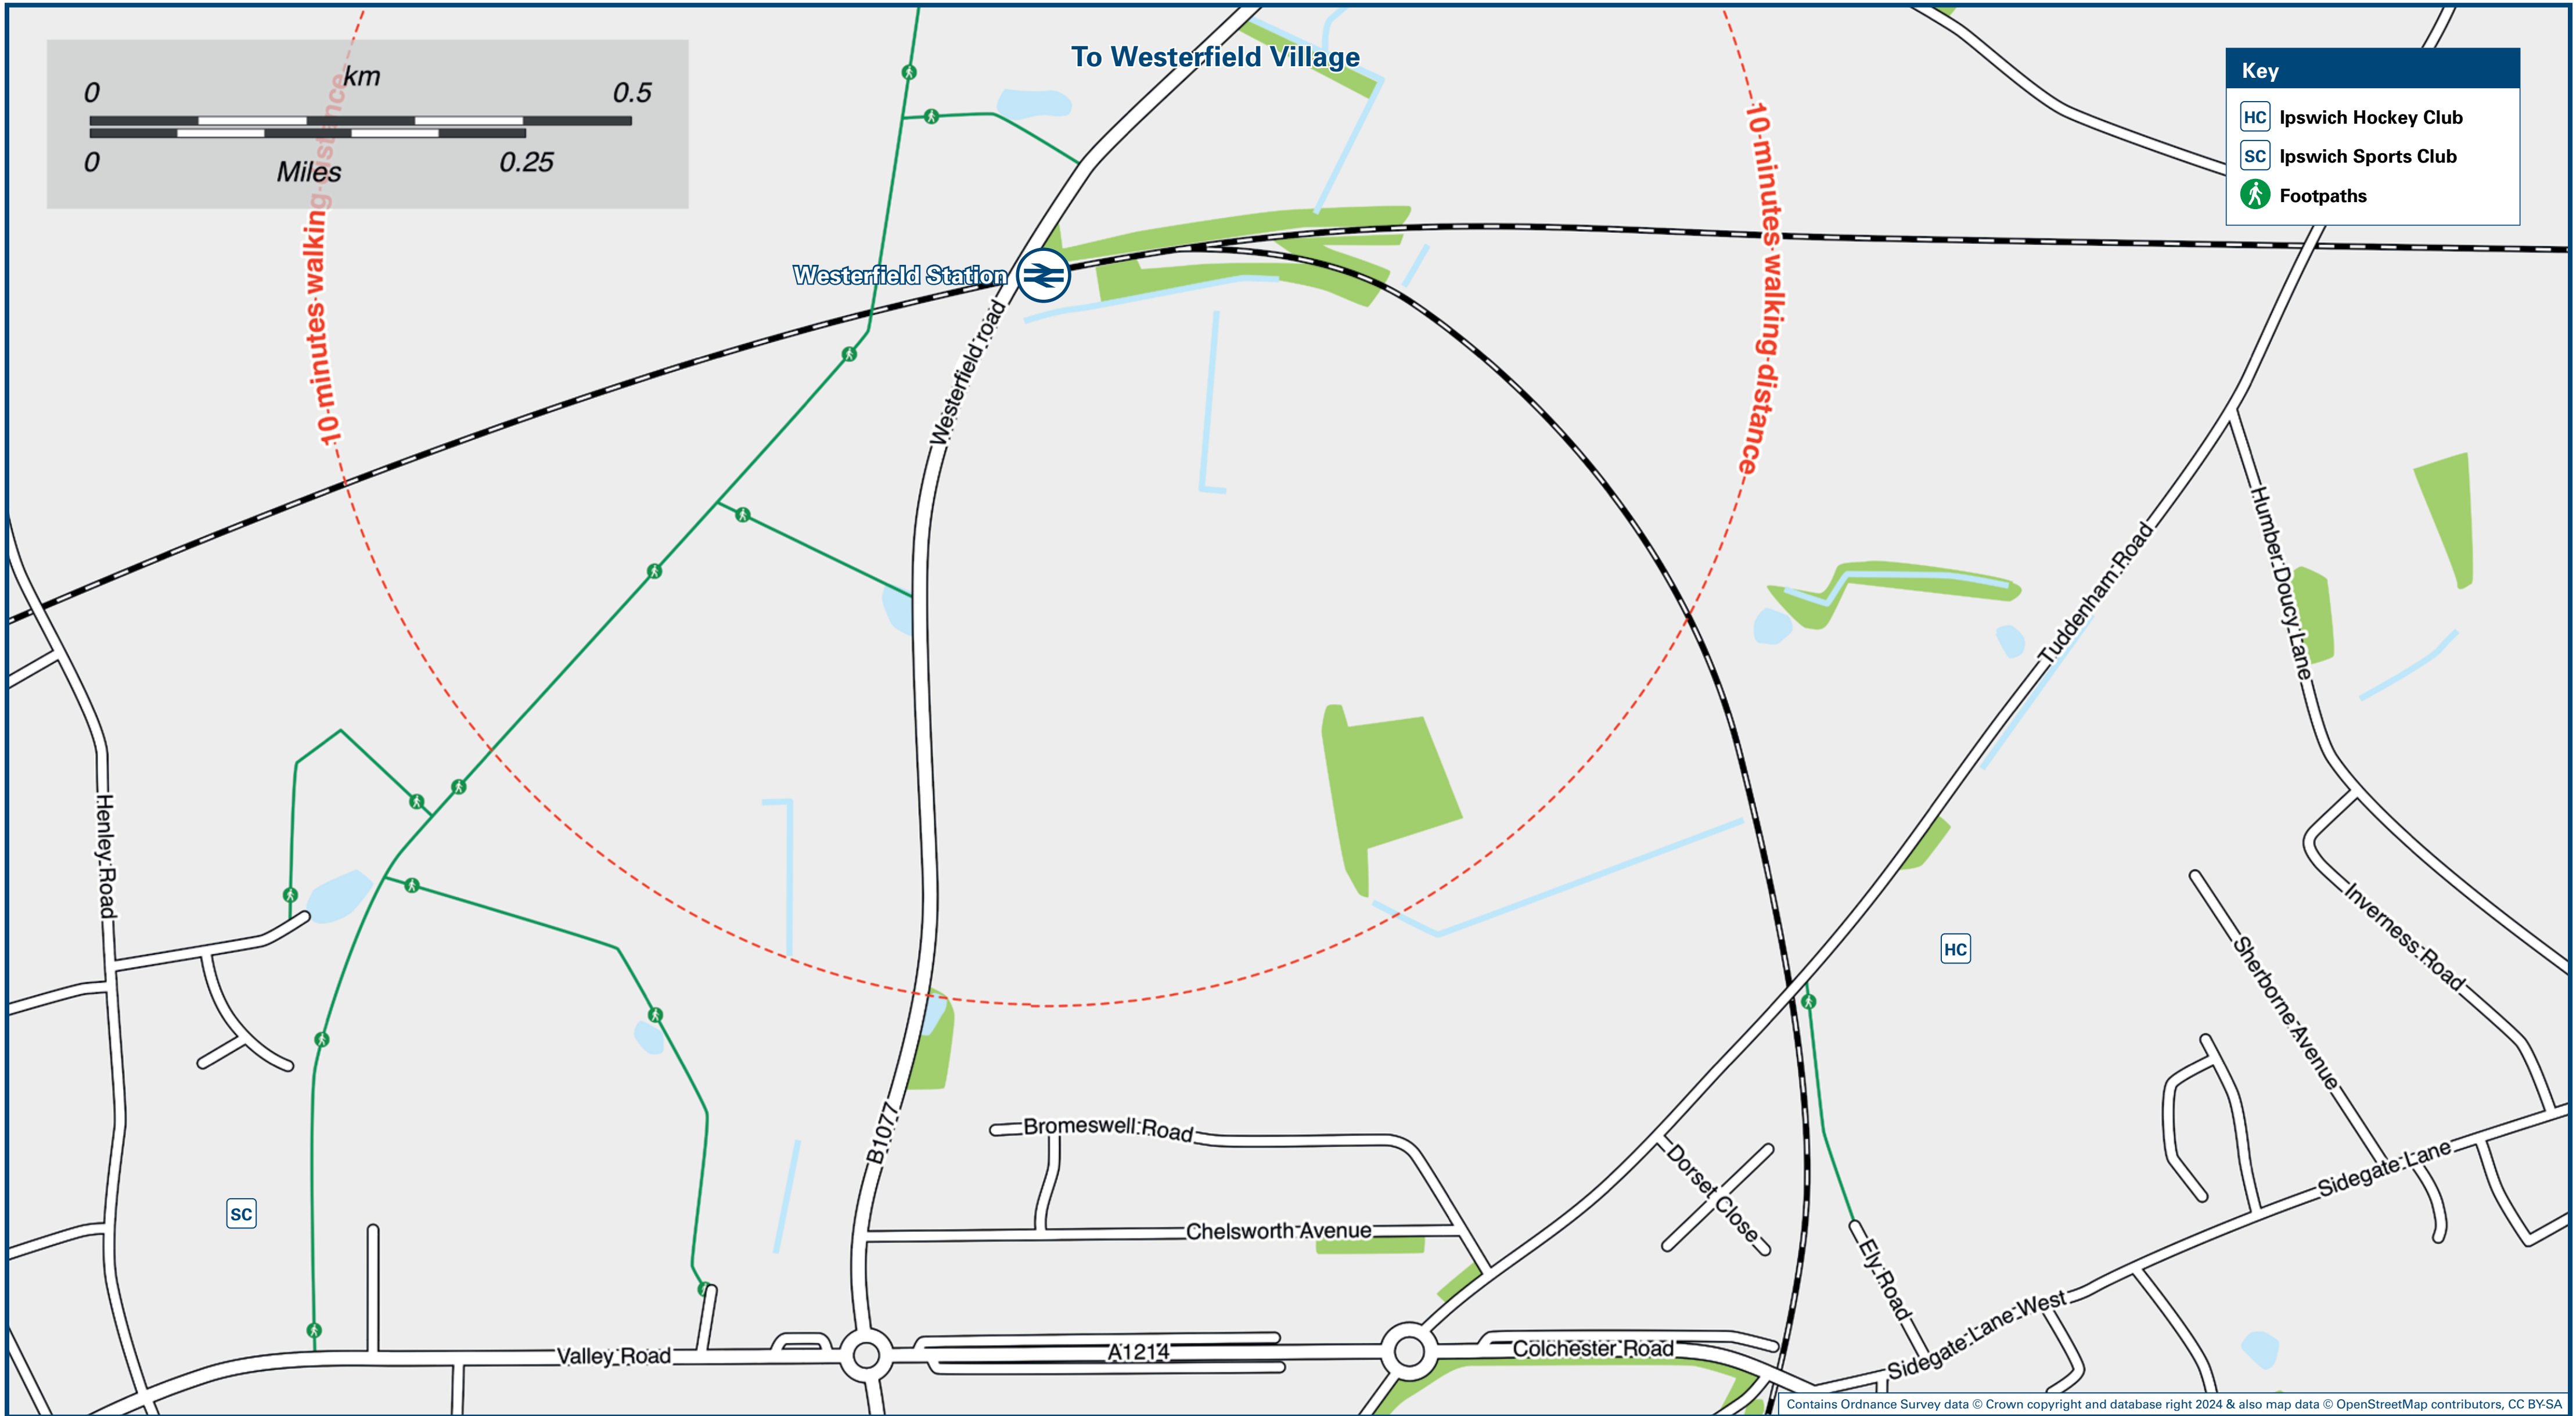 km
0
0.5
0
0.25
Miles
To Westerfield Village
Key
HC Ipswich Hockey Club
SC Ipswich Sports Club
Footpaths
10 minutes walking distance
10 minutes walking distance
Westerfield Station
Westerfield road
Tuddenham Road
Humber Doucy Lane
Henley Road
Inverness Road
HC
Sherborne Avenue
B1077
Bromeswell Road
Dorset Close
Sidegate Lane
SC
Chelsworth Avenue
Ely Road
Sidegate Lane West
Valley Road
A1214
Colchester Road
Contains Ordnance Survey data © Crown copyright and database right 2024 & also map data © OpenStreetMap contributors, CC BY-SA